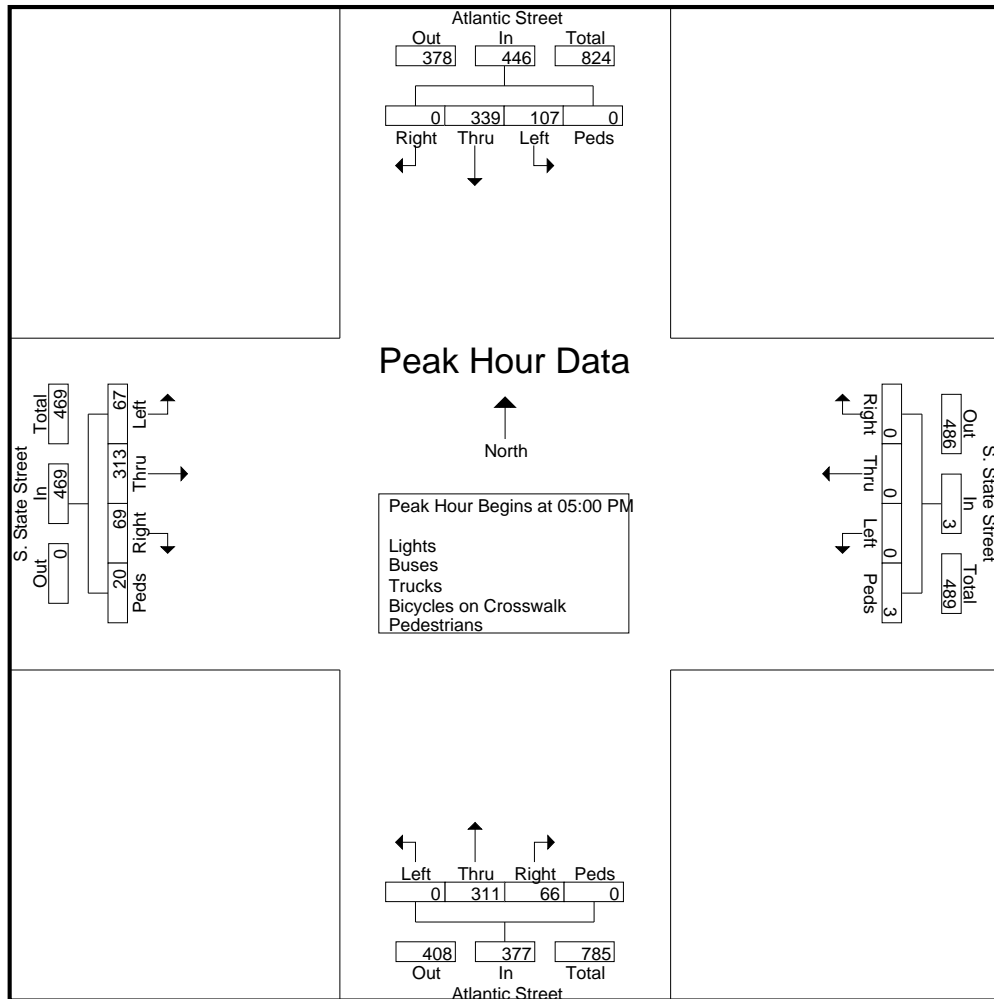 Atlantic Street
Out In Total
378 446 824
0 339 107 0
Right Thru Left Peds
Peak Hour Data
North
Peak Hour Begins at 05:00 PM
Lights
Buses
Trucks
Bicycles on Crosswalk
Pedestrians
S. State Street
Out In Total
0 469 469
67 313 69 20
Left Thru Right Peds
S. State Street
Out In Total
486 3 489
0 0 0 3
Right Thru Left Peds
Left Thru Right Peds
0 311 66 0
408 377 785
Out In Total
Atlantic Street